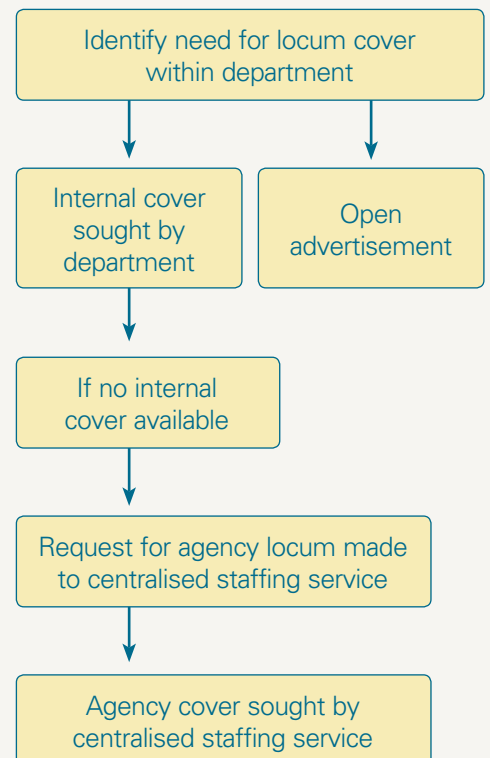 Identify need for locum cover
within department
Internal cover
sought by
department
Open
advertisement
If no internal
cover available
Request for agency locum made
to centralised staffing service
Agency cover sought by
centralised staffing service